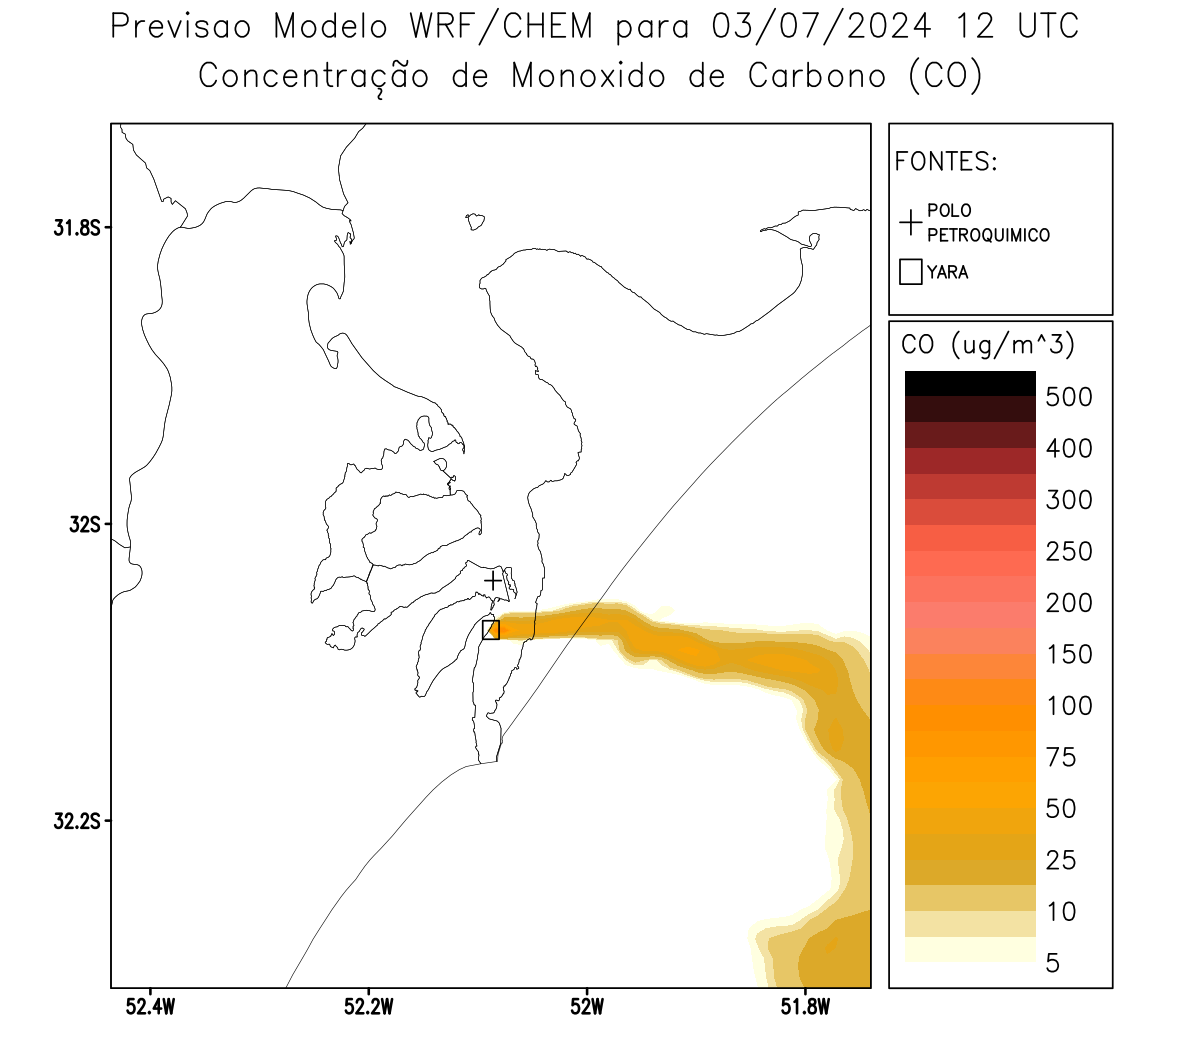 Previsao Modelo WRF/CHEM para 03/07/2024 12 UTC
Concentração de Monoxido de Carbono (CO)
FONTES:
POLO
PETROQUIMICO
YARA
CO (ug/m^3)
500
400
300
250
200
150
100
75
50
25
10
5
31.8S
32S
32.2S
52.4W
52.2W
52W
51.8W